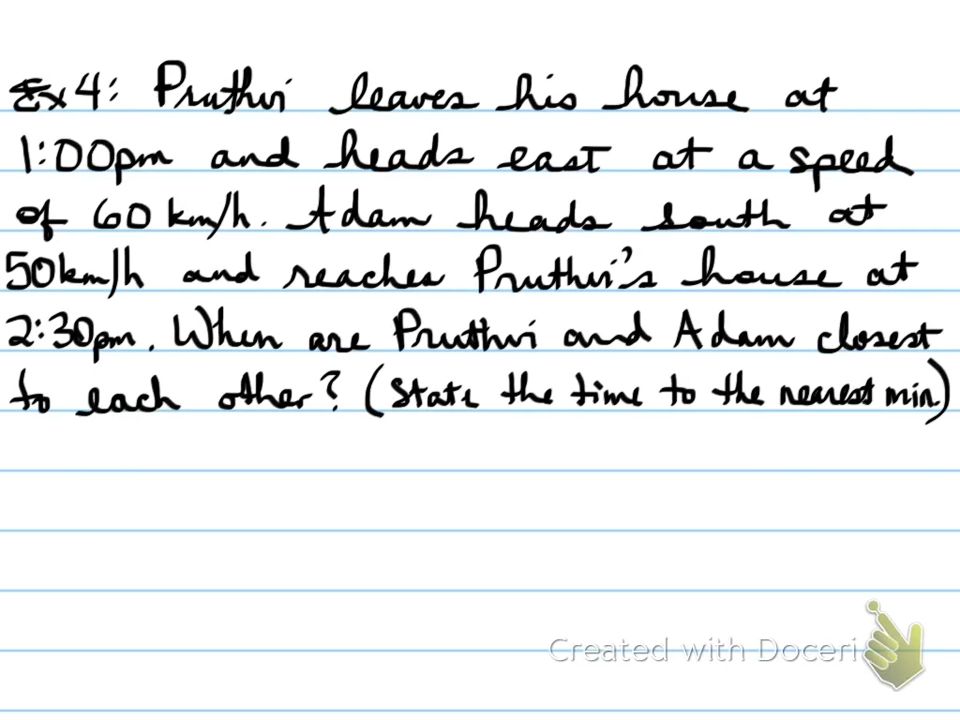 Ex 4: Pruthvi leaves his house at
1:00pm and heads east at a speed
of 60 km/h. Adam heads south at
50km/h and reaches Pruthvi's house at
2:30pm. When are Pruthvi and Adam closest
to each other? (State the time to the nearest min.)
Created with Doceri